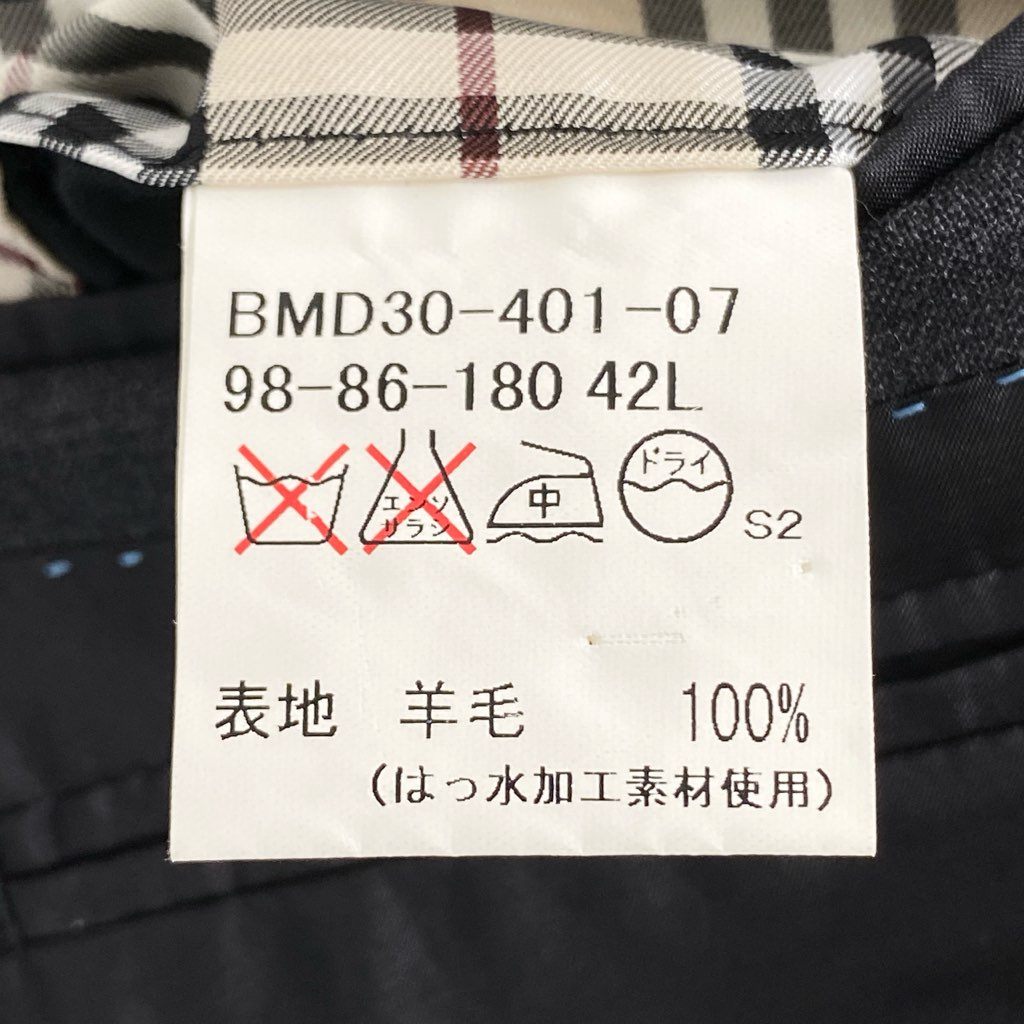 BMD30-401-07
98-86-180 42L
エンソ
サラシ
中
ドライ
S2
表地 羊毛 100%
(はっ水加工素材使用)